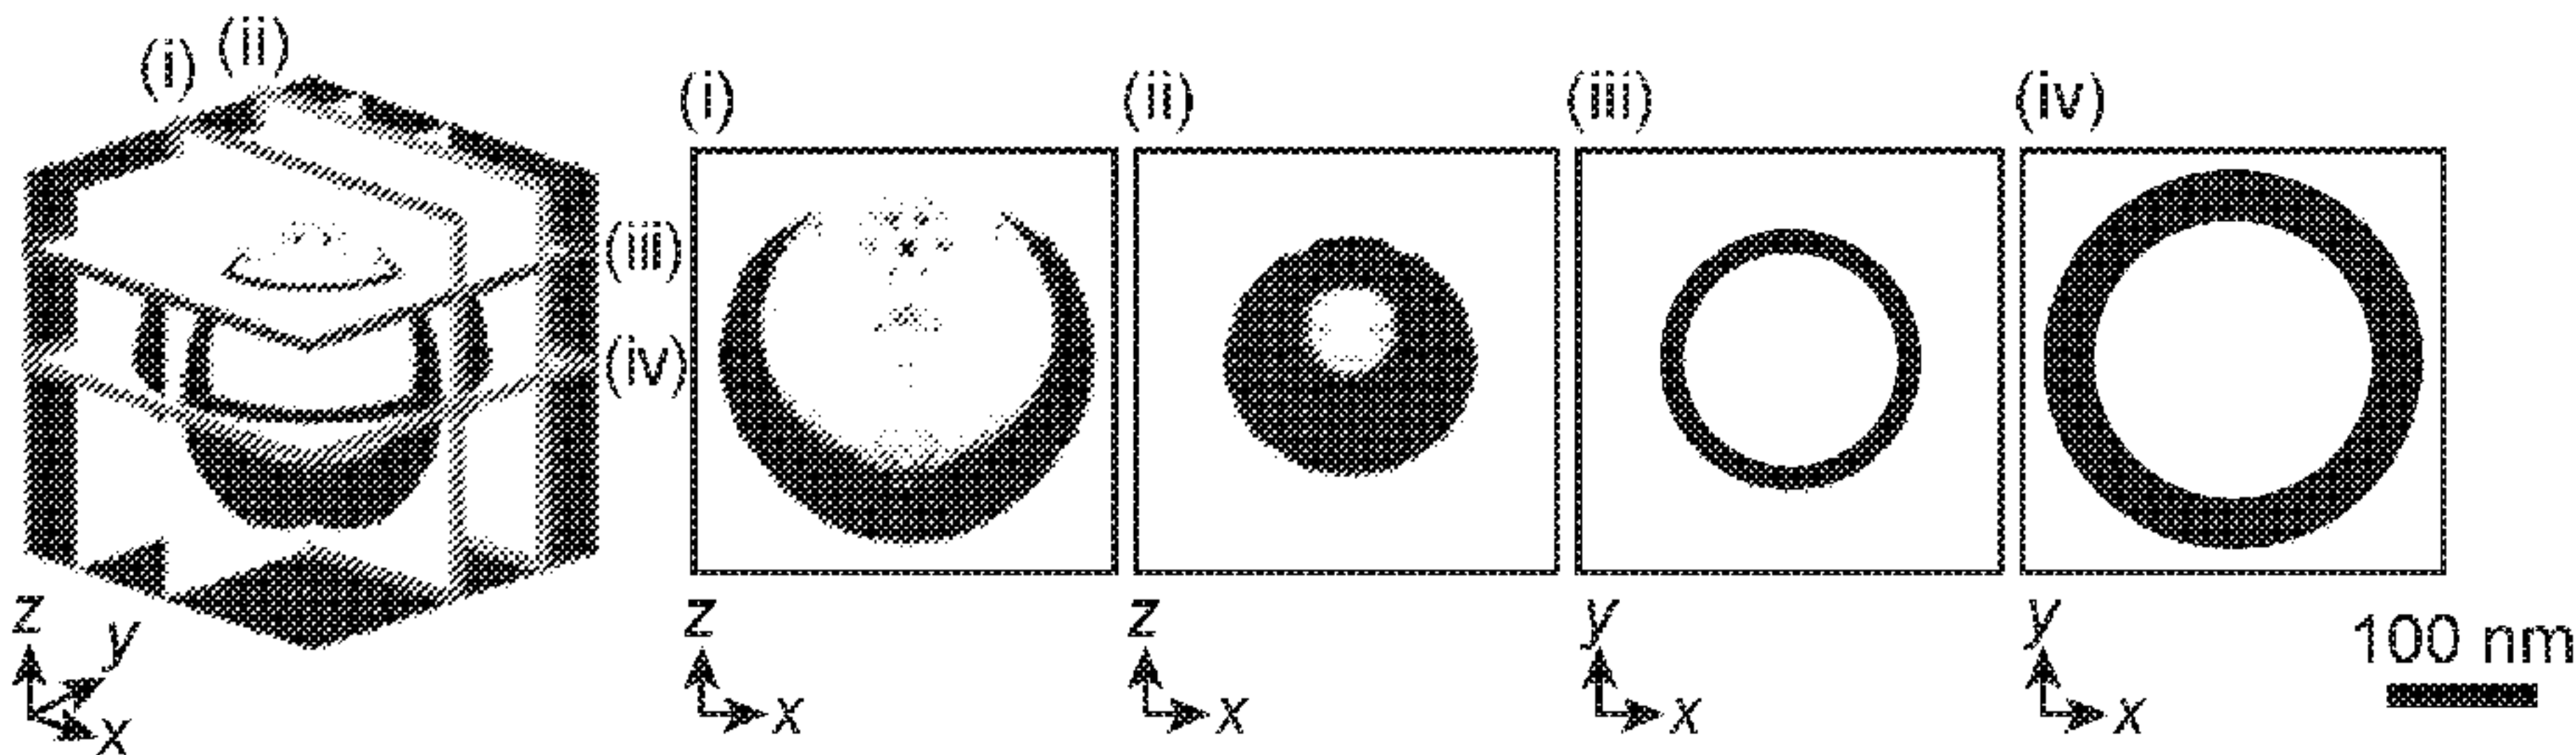 (i) (ii)
(iii)
(iv)
z
y
x
(i)
z
x
(ii)
z
x
(iii)
y
x
(iv)
y
x
100 nm